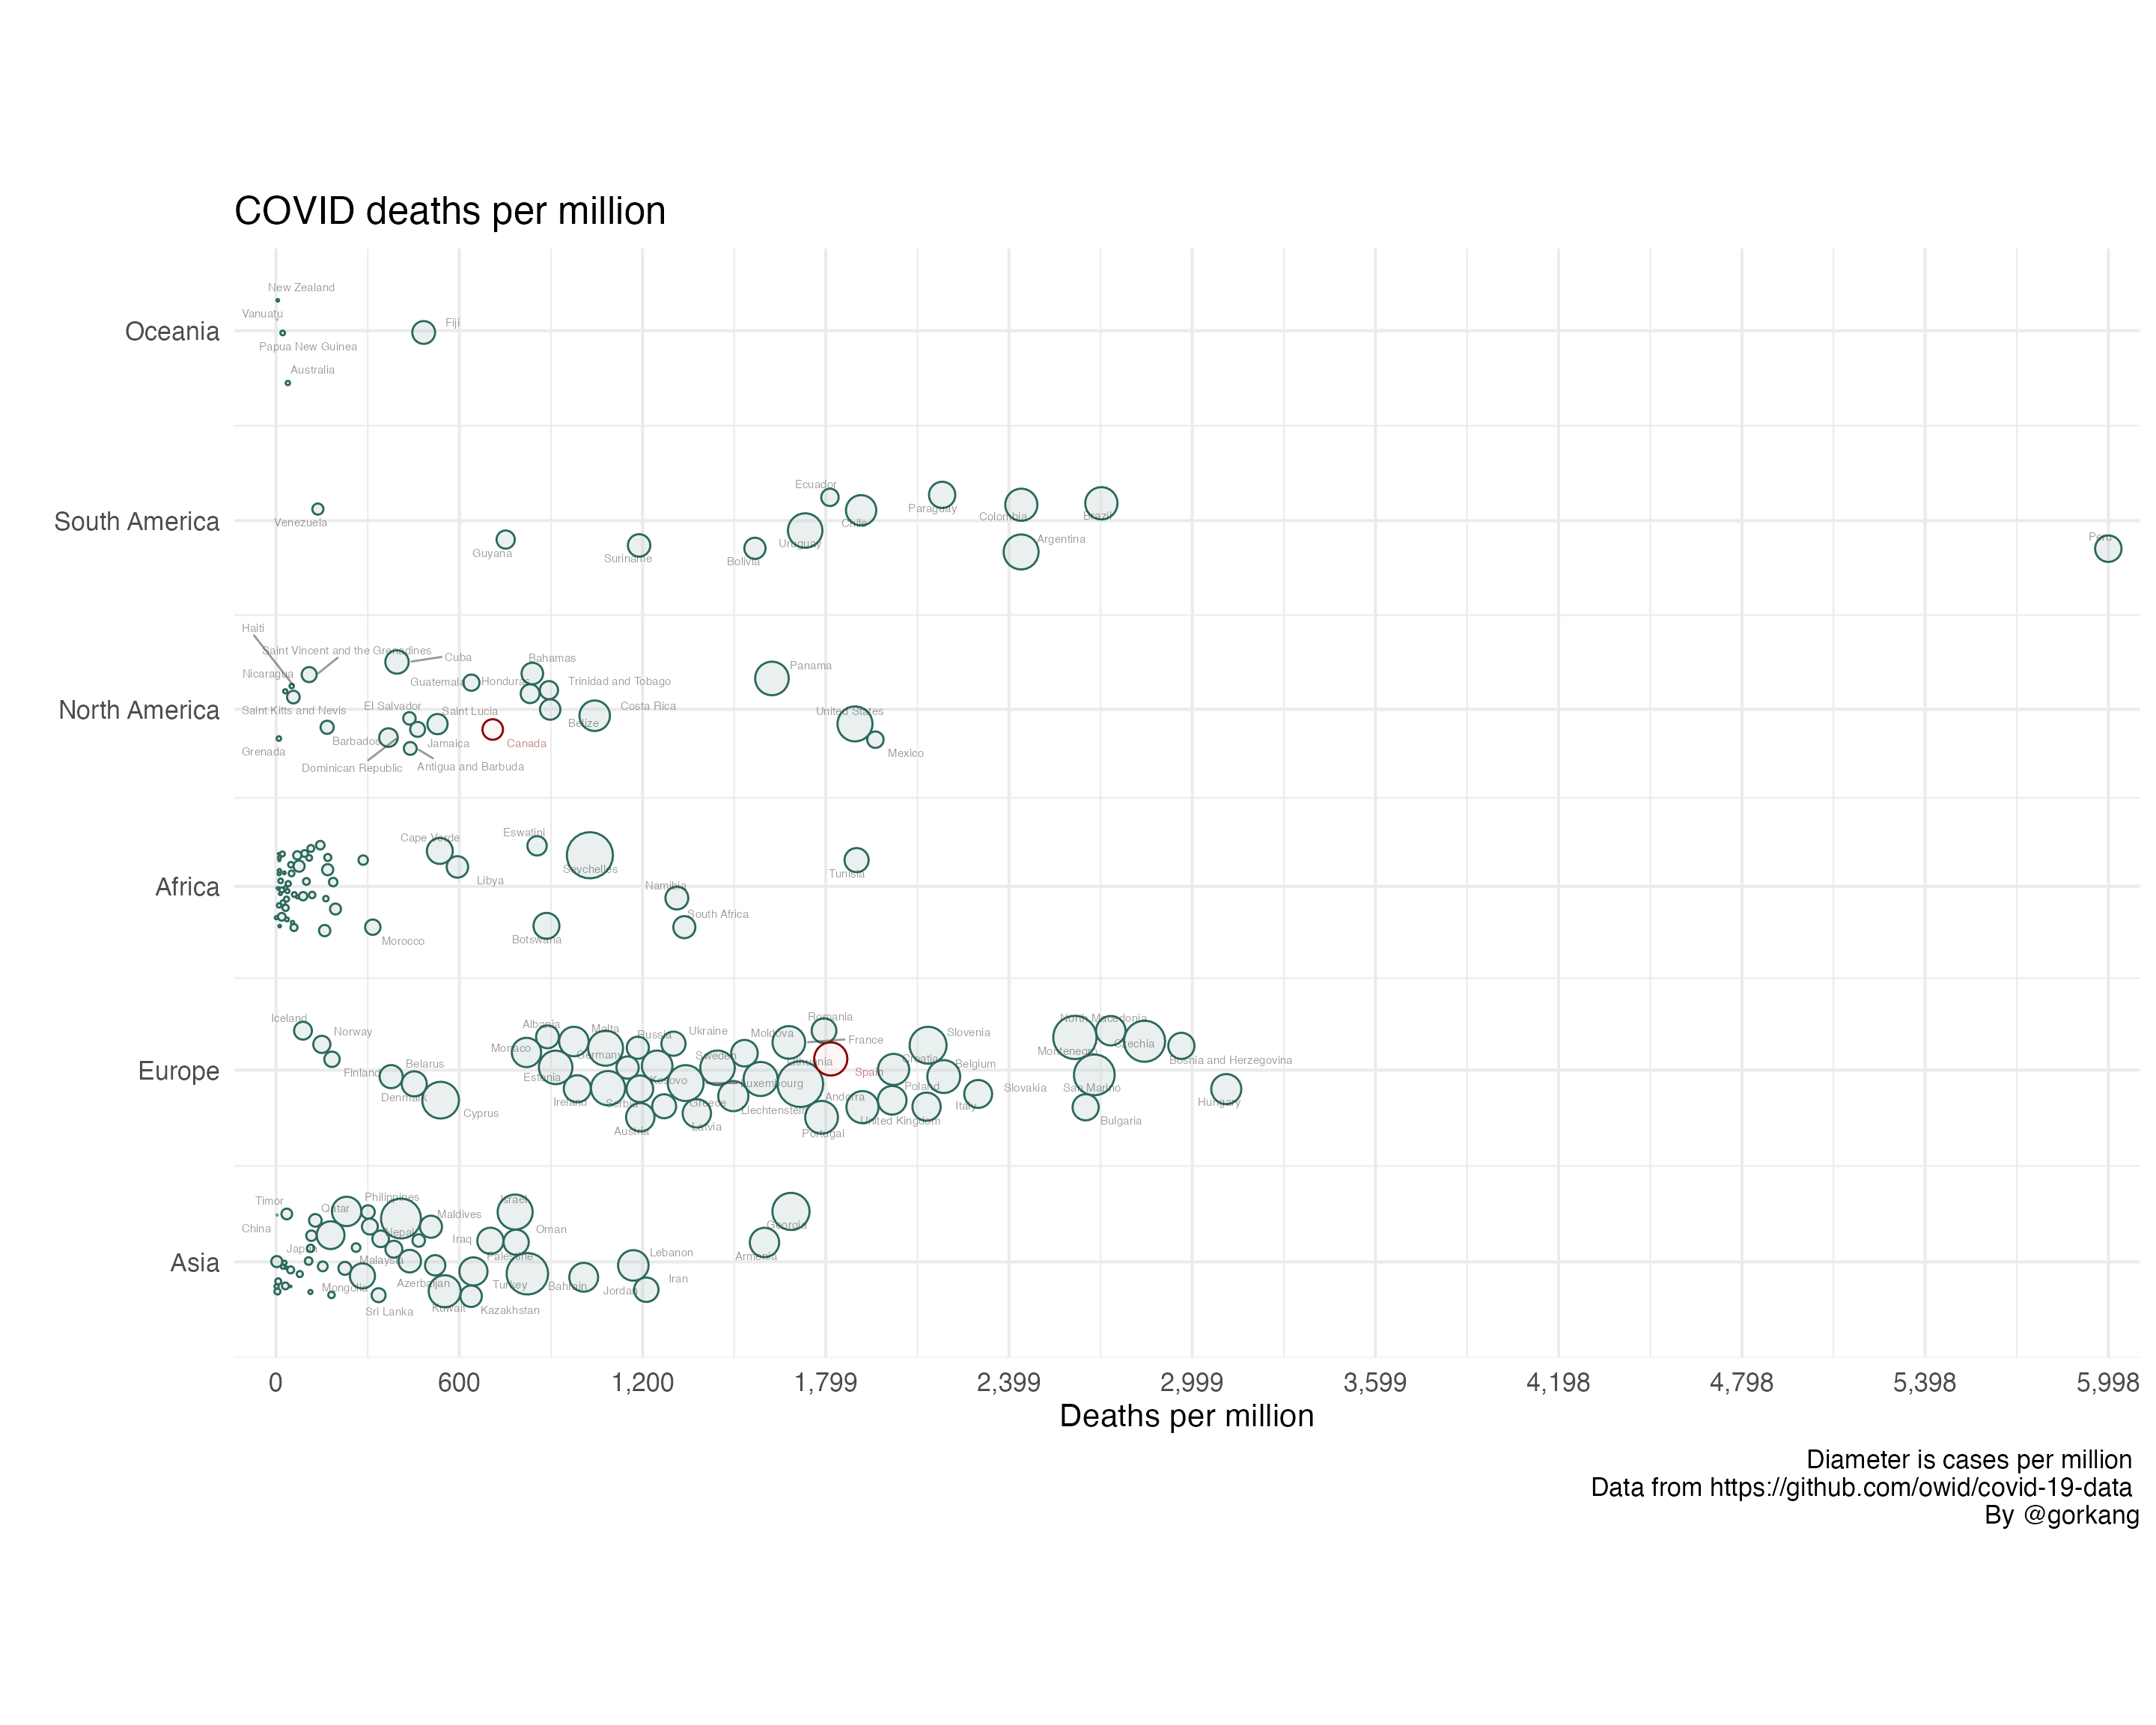 COVID deaths per million
New Zealand
Vanuatu
Fiji
Oceania
Papua New Guinea
Australia
Ecuador
Paraguay
Colombia
Brazil
Chile
South America
Venezuela
Uruguay
Argentina
Peru
Guyana
Suriname
Bolivia
Haiti
Saint Vincent and the Grenadines
Cuba
Bahamas
Panama
Nicaragua
Guatemala
Honduras
Trinidad and Tobago
North America
Saint Kitts and Nevis
El Salvador
Saint Lucia
Costa Rica
United States
Belize
Grenada
Barbados
Jamaica
Canada
Mexico
Dominican Republic
Antigua and Barbuda
Cape Verde
Eswatini
Seychelles
Tunisia
Africa
Libya
Namibia
South Africa
Morocco
Botswana
Iceland
Norway
Albania
Malta
Russia
Ukraine
Moldova
Romania
France
Slovenia
North Macedonia
Czechia
Monaco
Germany
Sweden
Lithuania
Croatia
Montenegro
Bosnia and Herzegovina
Europe
Finland
Belarus
Estonia
Kosovo
Luxembourg
Spain
Belgium
Denmark
Cyprus
Ireland
Serbia
Greece
Liechtenstein
Andorra
Poland
Italy
Slovakia
San Marino
Hungary
Austria
Latvia
Portugal
United Kingdom
Bulgaria
Timor
Qatar
Philippines
Maldives
Israel
Georgia
China
Nepal
Iraq
Oman
Armenia
Asia
Japan
Malaysia
Palestine
Lebanon
Mongolia
Azerbaijan
Turkey
Bahrain
Jordan
Iran
Sri Lanka
Kuwait
Kazakhstan
0 600 1,200 1,799 2,399 2,999 3,599 4,198 4,798 5,398 5,998
Deaths per million
Diameter is cases per million
Data from https://github.com/owid/covid-19-data
By @gorkang